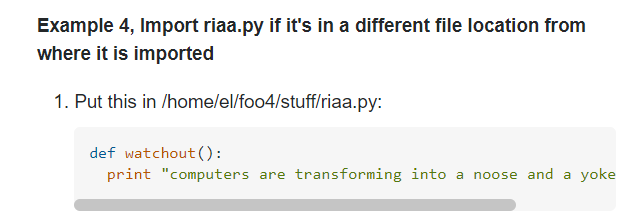 Example 4, Import riaa.py if it's in a different file location from
where it is imported
1. Put this in /home/el/foo4/stuff/riaa.py:
def watchout():
  print "computers are transforming into a noose and a yoke